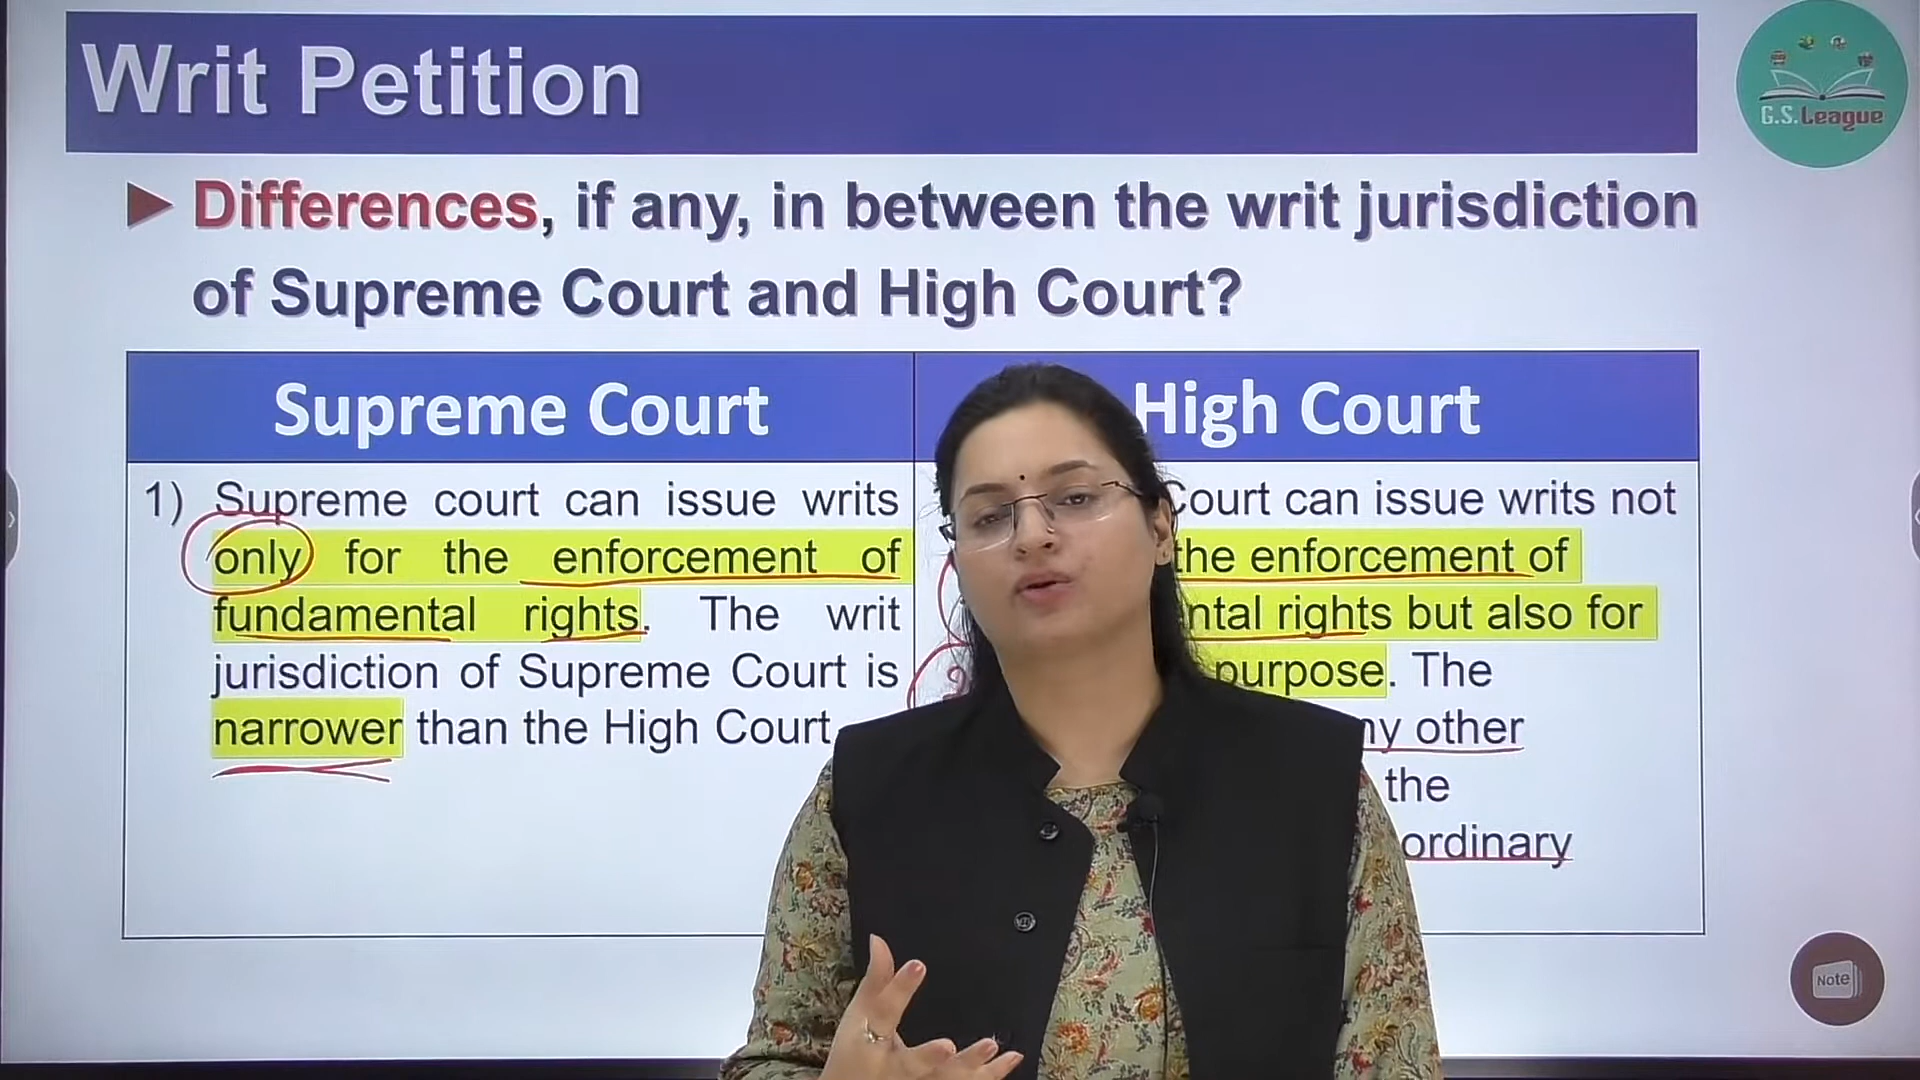 Writ Petition
G.S.League
Differences, if any, in between the writ jurisdiction
of Supreme Court and High Court?
Supreme Court
High Court
1) Supreme court can issue writs
only for the enforcement of
fundamental rights. The writ
jurisdiction of Supreme Court is
narrower than the High Court.
Court can issue writs not
the enforcement of
rights but also for
purpose. The
other
the
ordinary
Note